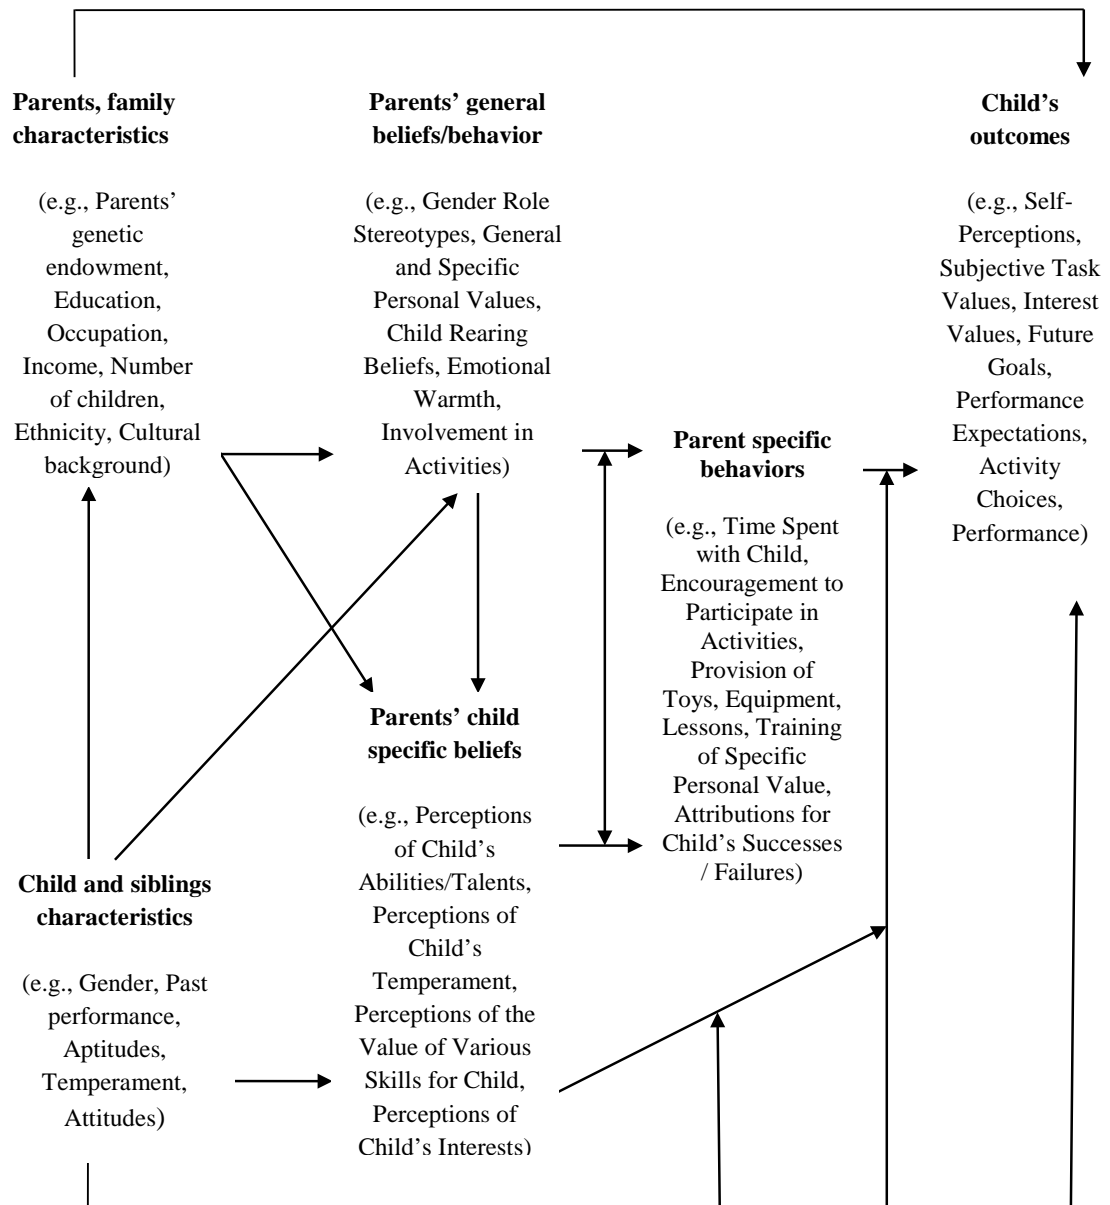 Parents, family
characteristics
(e.g., Parents’
genetic
endowment,
Education,
Occupation,
Income, Number
of children,
Ethnicity, Cultural
background)
Parents’ general
beliefs/behavior
(e.g., Gender Role
Stereotypes, General
and Specific
Personal Values,
Child Rearing
Beliefs, Emotional
Warmth,
Involvement in
Activities)
Child’s
outcomes
(e.g., Self-
Perceptions,
Subjective Task
Values, Interest
Values, Future
Goals,
Performance
Expectations,
Activity
Choices,
Performance)
Parent specific
behaviors
(e.g., Time Spent
with Child,
Encouragement to
Participate in
Activities,
Provision of
Toys, Equipment,
Lessons, Training
of Specific
Personal Value,
Attributions for
Child’s Successes
/ Failures)
Parents’ child
specific beliefs
(e.g., Perceptions
of Child’s
Abilities/Talents,
Perceptions of
Child’s
Temperament,
Perceptions of the
Value of Various
Skills for Child,
Perceptions of
Child’s Interests)
Child and siblings
characteristics
(e.g., Gender, Past
performance,
Aptitudes,
Temperament,
Attitudes)